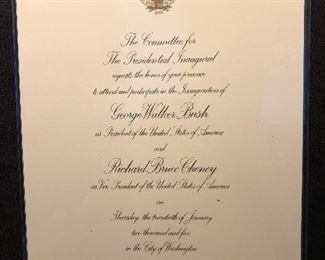 The Committee for
The Presidential Inaugural
requests the honor of your presence
to attend and participate in the Inauguration of
George Walker Bush
as President of the United States of America
and
Richard Bruce Cheney
as Vice President of the United States of America
on
Thursday, the twentieth of January
two thousand and five
in the City of Washington